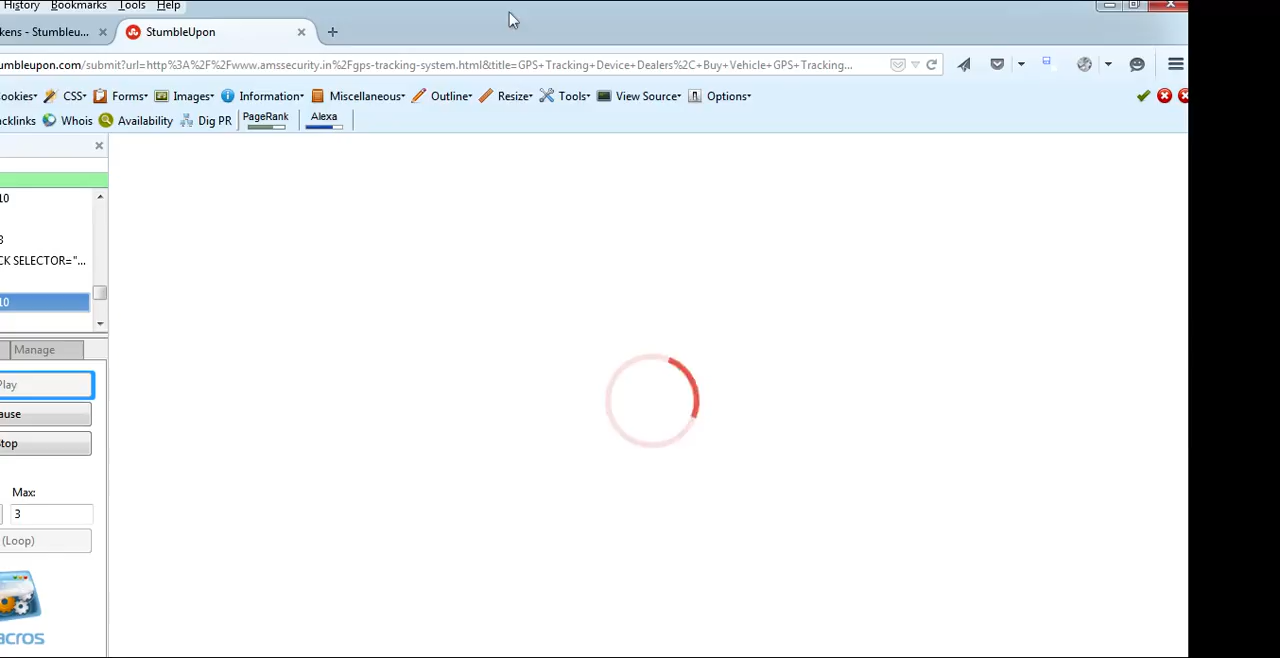 History Bookmarks Tools Help
kens - Stumbleu... StumbleUpon
umbleupon.com/submit?url=http%3A%2F%2Fwww.amssecurity.in%2Fgps-tracking-system.html&title=GPS+Tracking+Device+Dealers%2C+Buy+Vehicle+GPS+Tracking...
ookies CSS Forms Images Information Miscellaneous Outline Resize Tools View Source Options
cklinks Whois Availability Dig PR PageRank Alexa
10
3
CK SELECTOR="...
10
Manage
Play
ause
Stop
Max:
3
(Loop)
acros